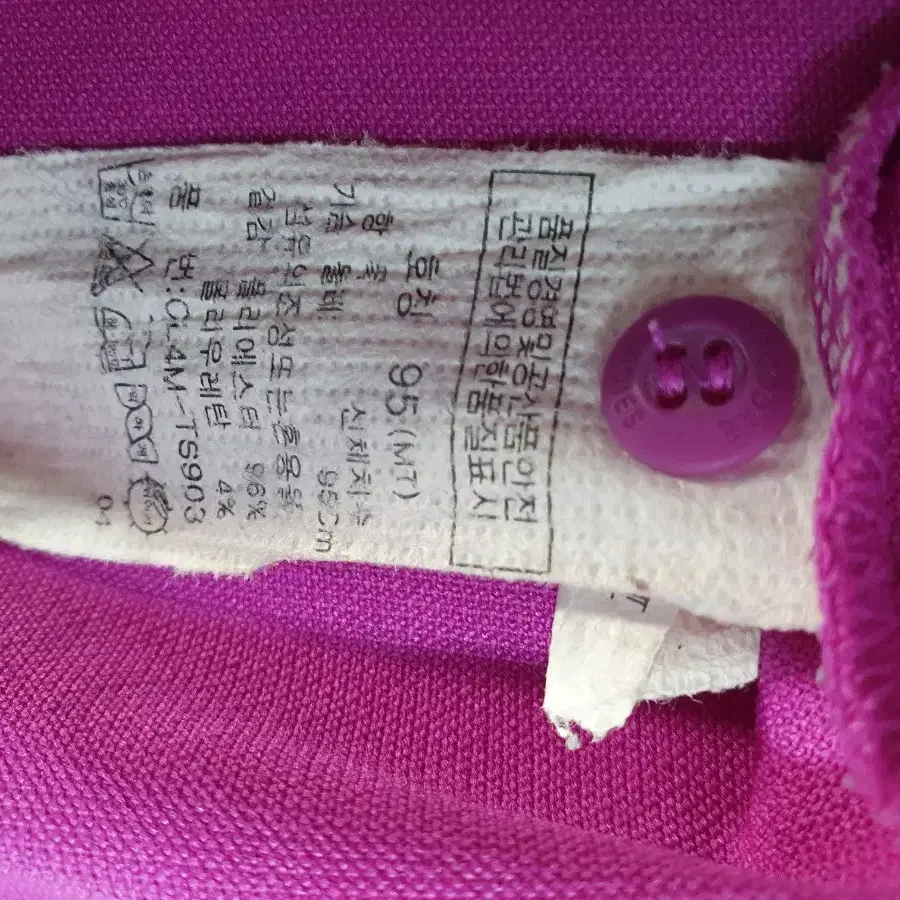 품질경영및공산품안전
관리법에의한품질표시
호칭 95(MT)
신체치수
가슴둘레: 95Cm
섬유의조성또는혼용율
겉감 폴리에스터 96%
폴리우레탄 4%
품 번:CL4M-TS903